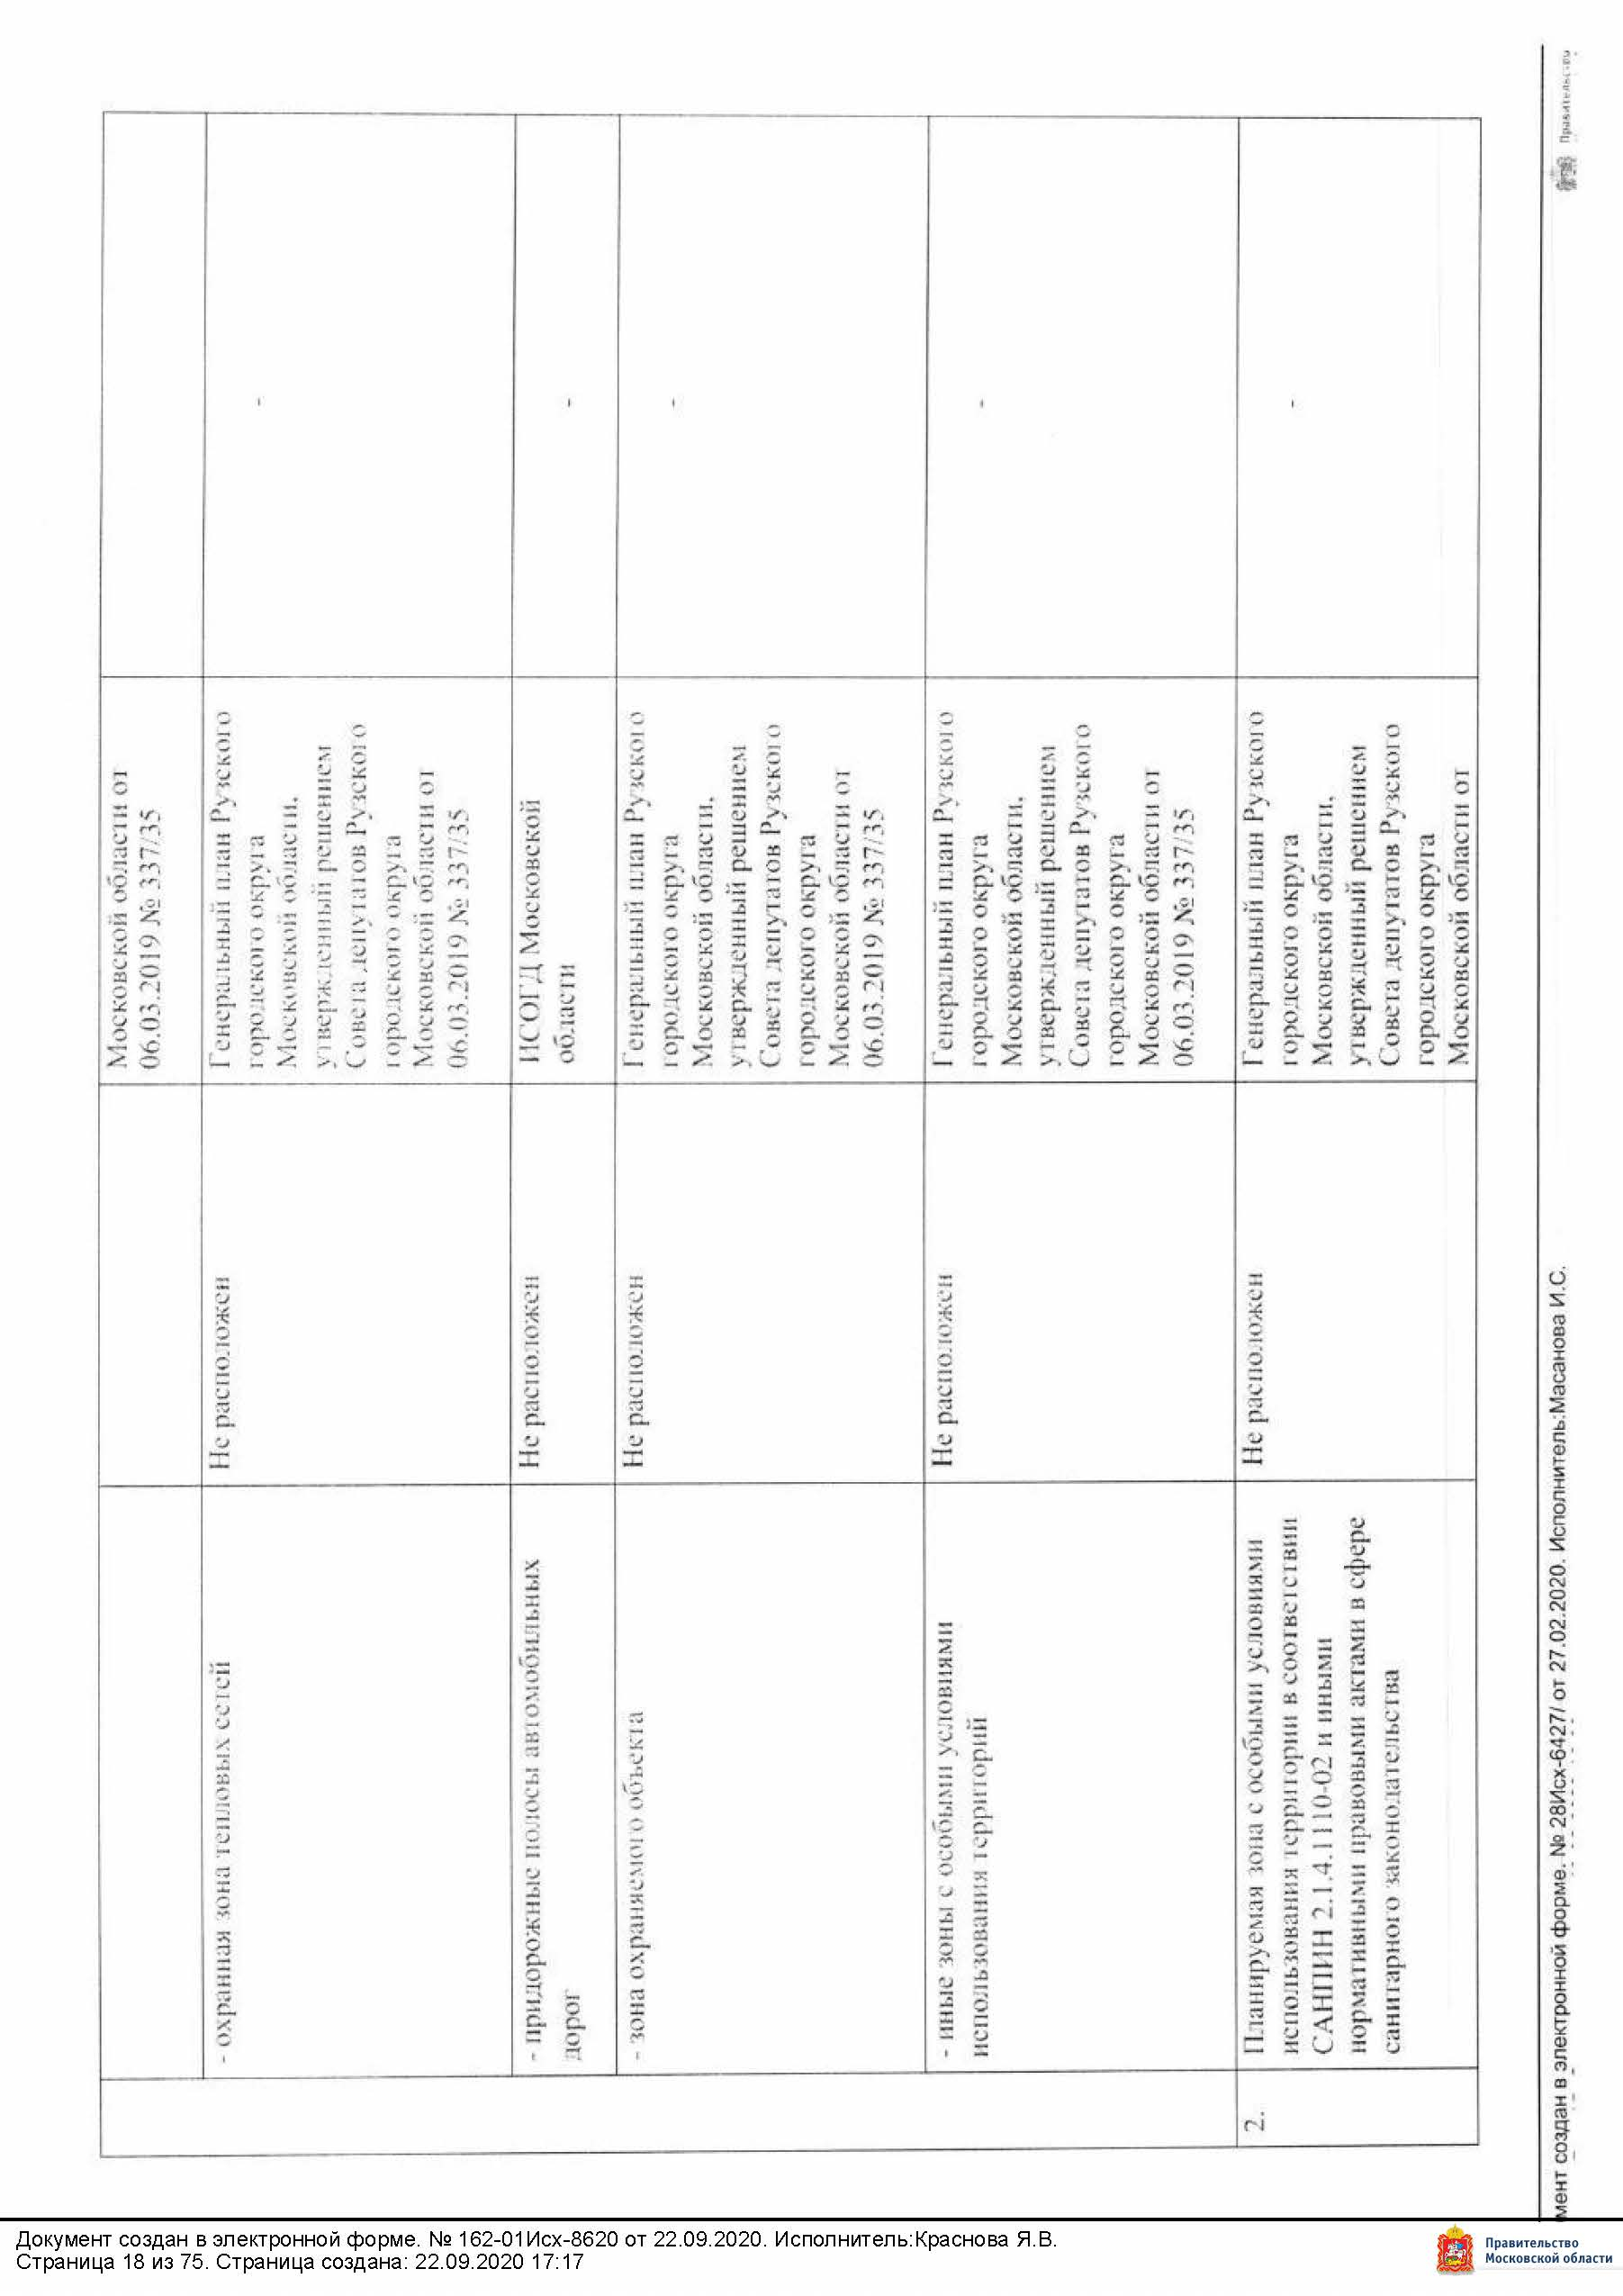 Московской области от
06.03.2019 № 337/35
- охранная зона тепловых сетей
Не расположен
Генеральный план Рузского
городского округа
Московской области,
утвержденный решением
Совета депутатов Рузского
городского округа
Московской области от
06.03.2019 № 337/35
-
- придорожные полосы автомобильных
дорог
Не расположен
ИСОГД Московской
области
-
- зона охраняемого объекта
Не расположен
Генеральный план Рузского
городского округа
Московской области,
утвержденный решением
Совета депутатов Рузского
городского округа
Московской области от
06.03.2019 № 337/35
-
- иные зоны с особыми условиями
использования территорий
Не расположен
Генеральный план Рузского
городского округа
Московской области,
утвержденный решением
Совета депутатов Рузского
городского округа
Московской области от
06.03.2019 № 337/35
-
2.
Планируемая зона с особыми условиями
использования территории в соответствии
САНПИН 2.1.4.1110-02 и иными
нормативными правовыми актами в сфере
санитарного законодательства
Не расположен
Генеральный план Рузского
городского округа
Московской области,
утвержденный решением
Совета депутатов Рузского
городского округа
Московской области от
-
мент создан в электронной форме. № 28Исх-6427/ от 27.02.2020. Исполнитель:Масанова И.С.
Правительство
Документ создан в электронной форме. № 162-01Исх-8620 от 22.09.2020. Исполнитель:Краснова Я.В.
Страница 18 из 75. Страница создана: 22.09.2020 17:17
Правительство
Московской области